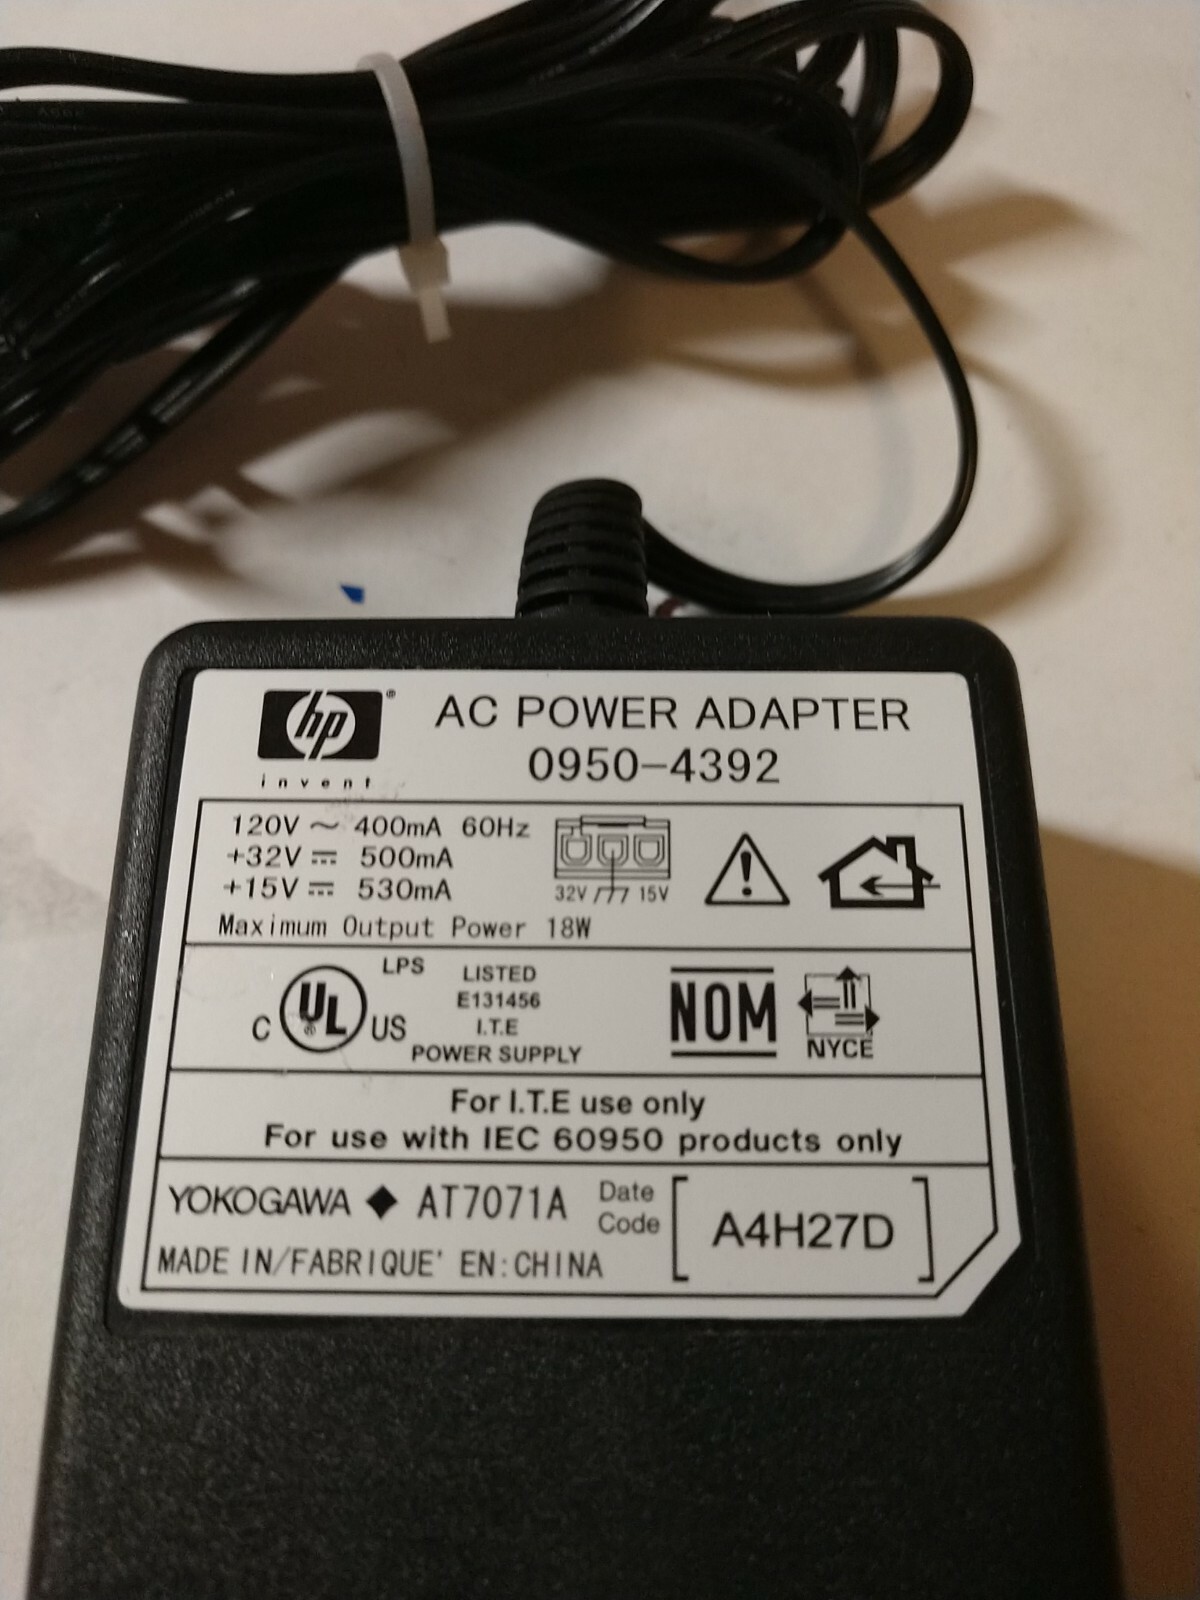 hp ®
invent
AC POWER ADAPTER
0950-4392
120V ~ 400mA 60Hz
+32V ⎓ 500mA
+15V ⎓ 530mA
32V 15V
Maximum Output Power 18W
C UL ® US
LPS
LISTED
E131456
I.T.E
POWER SUPPLY
NOM
NYCE
For I.T.E use only
For use with IEC 60950 products only
YOKOGAWA ◆ AT7071A
Date
Code
[A4H27D]
MADE IN/FABRIQUE' EN:CHINA